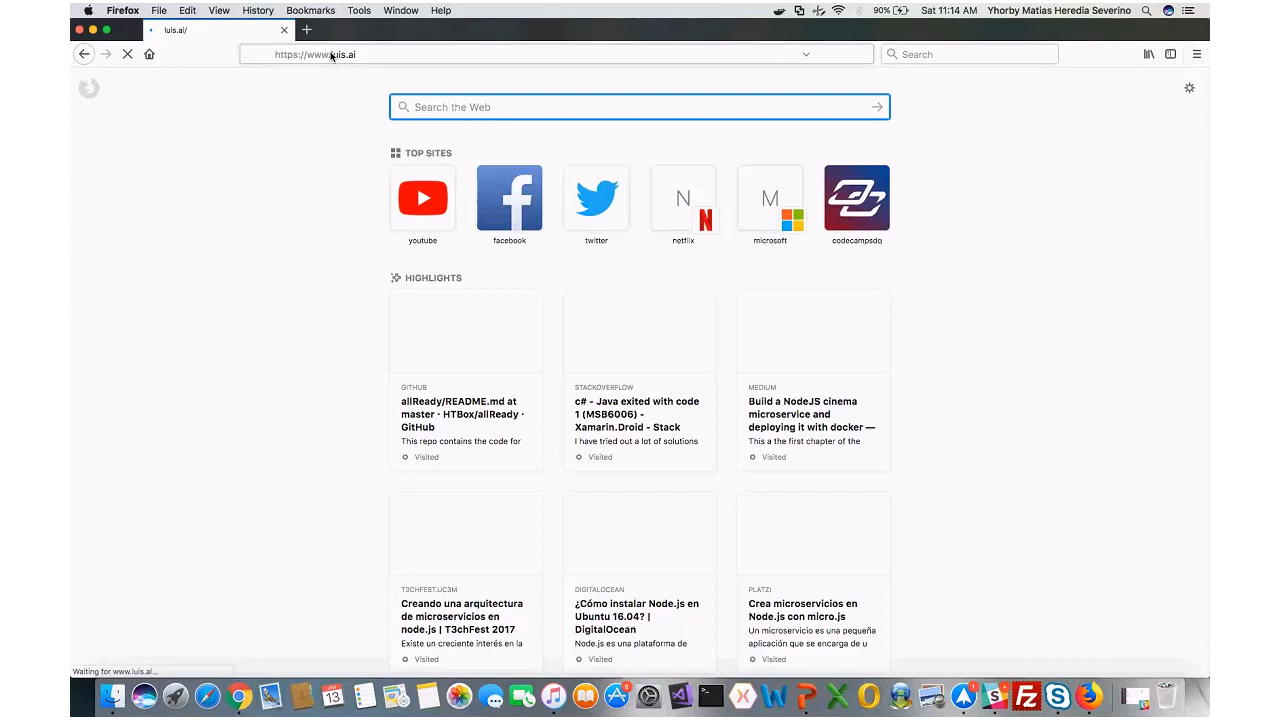 Firefox File Edit View History Bookmarks Tools Window Help 90% Sat 11:14 AM Yhorby Matias Heredia Severino
luis.ai/
https://www.luis.ai Search
Search the Web
TOP SITES
N M
youtube facebook twitter netflix microsoft codecampsdq
HIGHLIGHTS
GITHUB
allReady/README.md at
master · HTBox/allReady ·
GitHub
This repo contains the code for
Visited
STACKOVERFLOW
c# - Java exited with code
1 (MSB6006) -
Xamarin.Droid - Stack
I have tried out a lot of solutions
Visited
MEDIUM
Build a NodeJS cinema
microservice and
deploying it with docker —
This a the first chapter of the
Visited
T3CHFEST.UC3M
Creando una arquitectura
de microservicios en
node.js | T3chFest 2017
Existe un creciente interés en la
Visited
DIGITALOCEAN
¿Cómo instalar Node.js en
Ubuntu 16.04? |
DigitalOcean
Node.js es una plataforma de
Visited
PLATZI
Crea microservicios en
Node.js con micro.js
Un microservicio es una pequeña
aplicación que se encarga de u
Visited
Waiting for www.luis.ai...
13